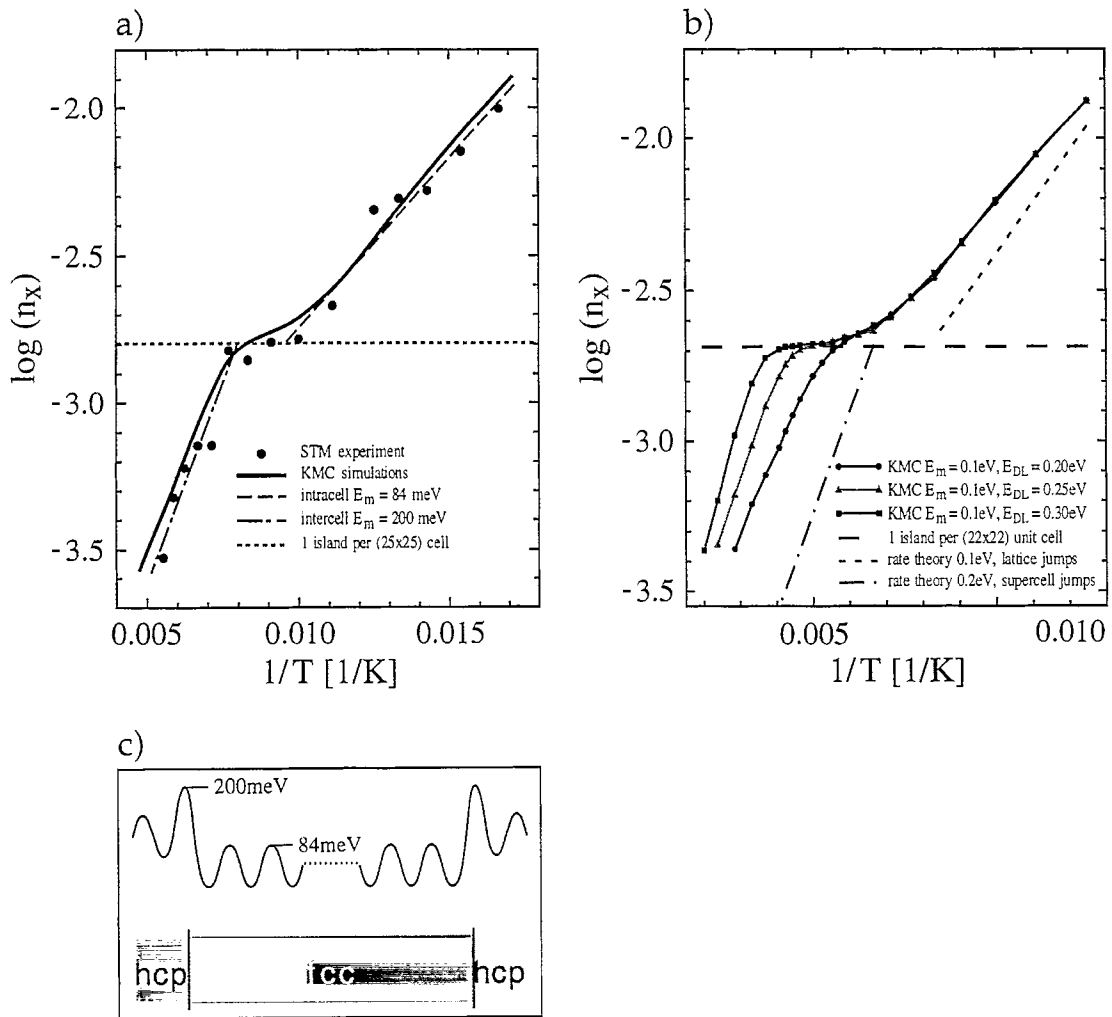 a)
log (n_X)
-2.0
-2.5
-3.0
-3.5
0.005 0.010 0.015
1/T [1/K]
STM experiment
KMC simulations
intracell E_m = 84 meV
intercell E_m = 200 meV
1 island per (25x25) cell
b)
log (n_X)
-2.0
-2.5
-3.0
-3.5
0.005 0.010
1/T [1/K]
KMC E_m = 0.1eV, E_DL = 0.20eV
KMC E_m = 0.1eV, E_DL = 0.25eV
KMC E_m = 0.1eV, E_DL = 0.30eV
1 island per (22x22) unit cell
rate theory 0.1eV, lattice jumps
rate theory 0.2eV, supercell jumps
c)
200meV
84meV
hcp fcc hcp